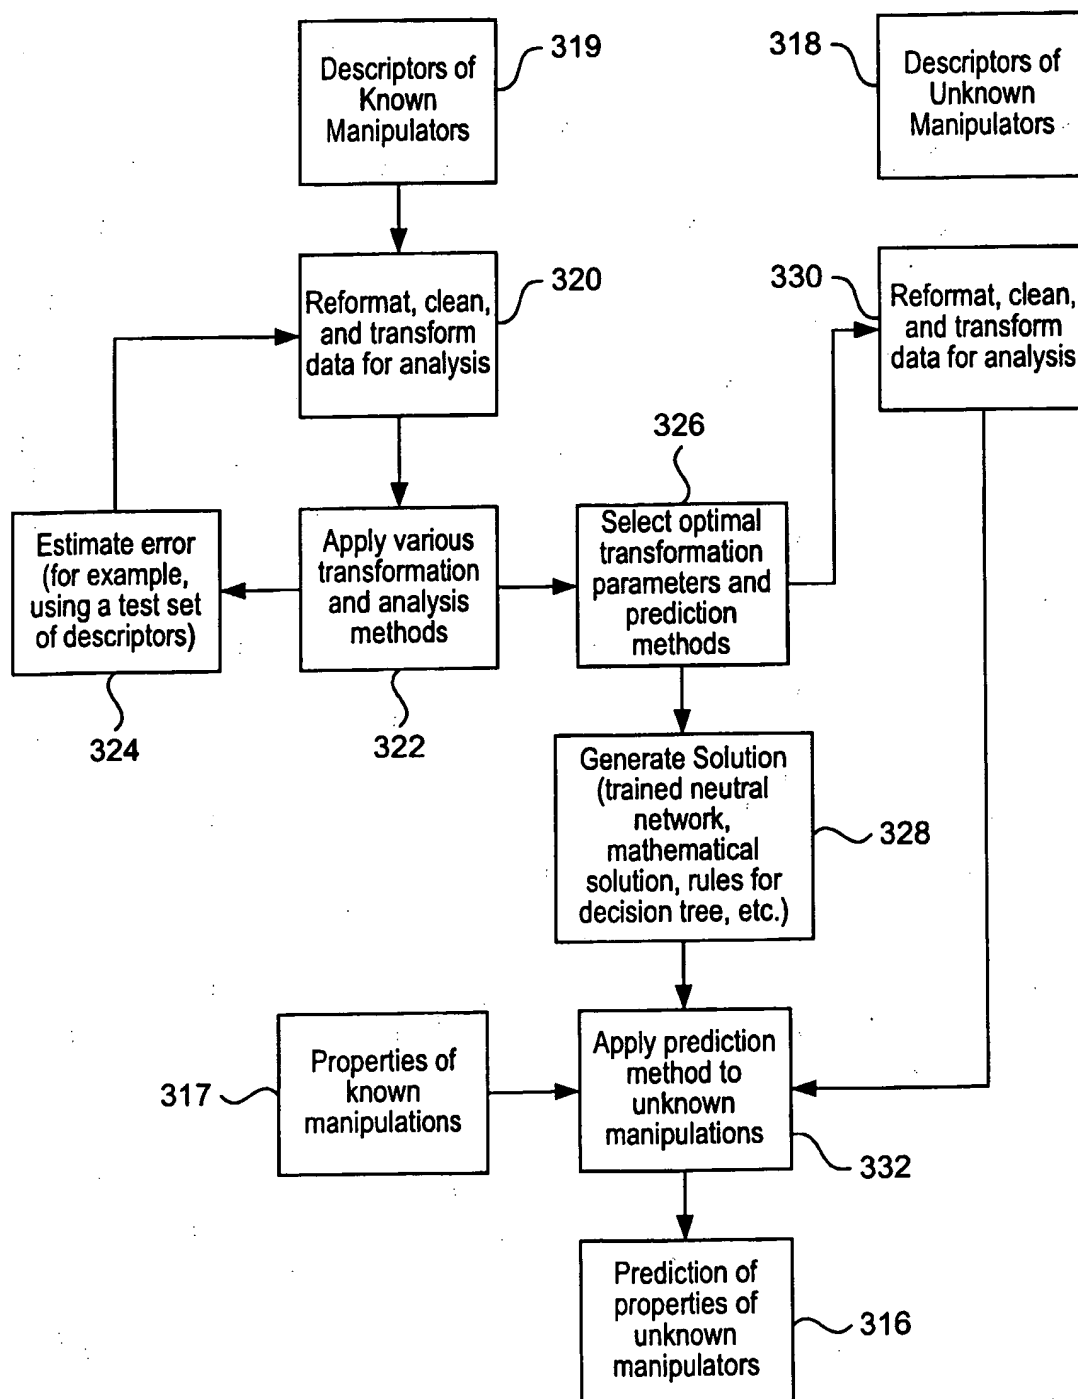 Descriptors of
Known
Manipulators
319
318
Descriptors of
Unknown
Manipulators
Reformat, clean,
and transform
data for analysis
320
330
Reformat, clean,
and transform
data for analysis
326
Estimate error
(for example,
using a test set
of descriptors)
324
Apply various
transformation
and analysis
methods
322
Select optimal
transformation
parameters and
prediction
methods
Generate Solution
(trained neutral
network,
mathematical
solution, rules for
decision tree, etc.)
328
317
Properties of
known
manipulations
Apply prediction
method to
unknown
manipulations
332
Prediction of
properties of
unknown
manipulators
316